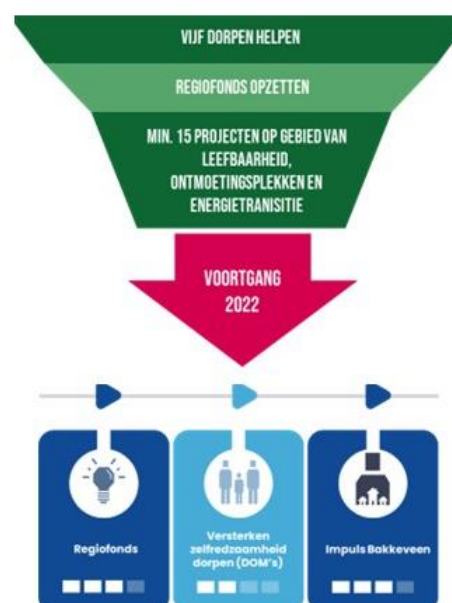 VIJF DORPEN HELPEN
REGIOFONDS OPZETTEN
MIN. 15 PROJECTEN OP GEBIED VAN
LEEFBAARHEID,
ONTMOETINGSPLEKKEN EN
ENERGIETRANISITIE
VOORTGANG
2022
Regiofonds
Versterken
zelfredzaamheid
dorpen (DOM's)
Impuls Bakkeveen